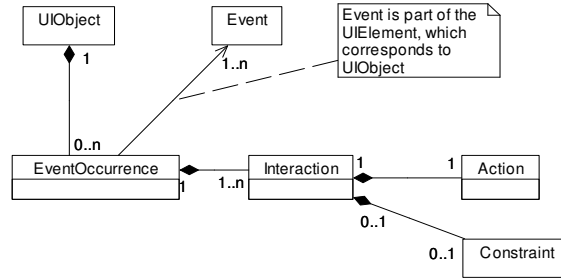 UIObject
Event
Event is part of the
UIElement, which
corresponds to
UIObject
1
1..n
0..n
EventOccurrence
Interaction
Action
1
1..n
1
1
0..1
0..1
Constraint